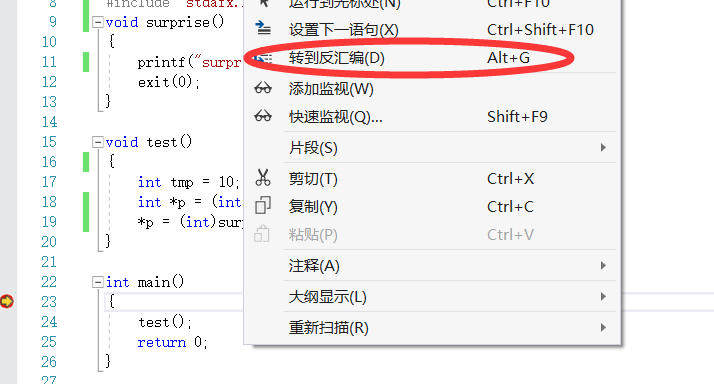 8 #include "stdafx. 运行到光标处(N) Ctrl+F10
9 void surprise() 设置下一语句(X) Ctrl+Shift+F10
10 {
11 printf("surpr 转到反汇编(D) Alt+G
12 exit(0); 添加监视(W)
13 } 快速监视(Q)... Shift+F9
14 片段(S)
15 void test()
16 { 剪切(T) Ctrl+X
17 int tmp = 10;
18 int *p = (int 复制(Y) Ctrl+C
19 *p = (int)surp 粘贴(P) Ctrl+V
20 }
21 注释(A)
22 int main()
23 { 大纲显示(L)
24 test(); 重新扫描(R)
25 return 0;
26 }
27